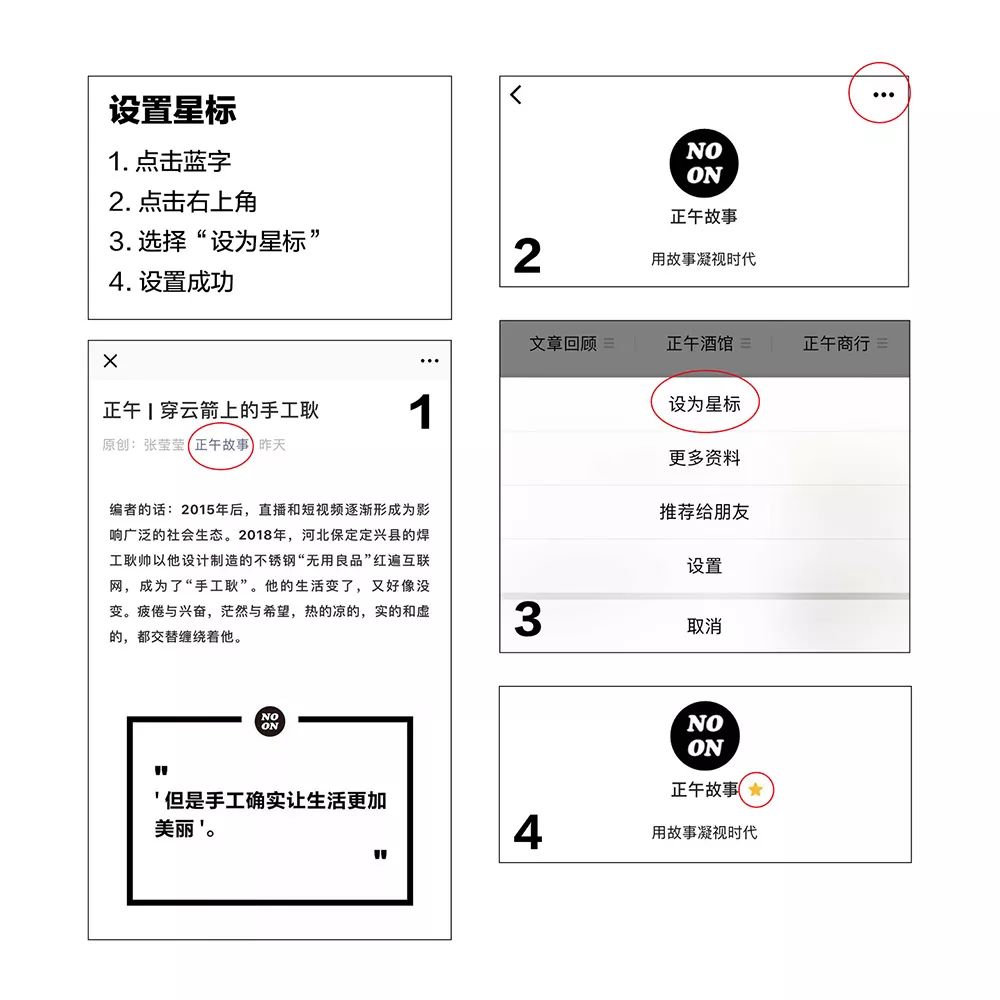 设置星标
1. 点击蓝字
2. 点击右上角
3. 选择“设为星标”
4. 设置成功
正午 | 穿云箭上的手工耿
1
原创：张莹莹 正午故事 昨天
编者的话：2015年后，直播和短视频逐渐形成为影
响广泛的社会生态。2018年，河北保定定兴县的焊
工耿帅以他设计制造的不锈钢“无用良品”红遍互联
网，成为了“手工耿”。他的生活变了，又好像没
变。疲倦与兴奋，茫然与希望，热的凉的，实的和虚
的，都交替缠绕着他。
NO
ON
"
'但是手工确实让生活更加
美丽'。
"
NO
ON
正午故事
用故事凝视时代
2
文章回顾 正午酒馆 正午商行
设为星标
更多资料
推荐给朋友
设置
取消
3
NO
ON
正午故事
用故事凝视时代
4